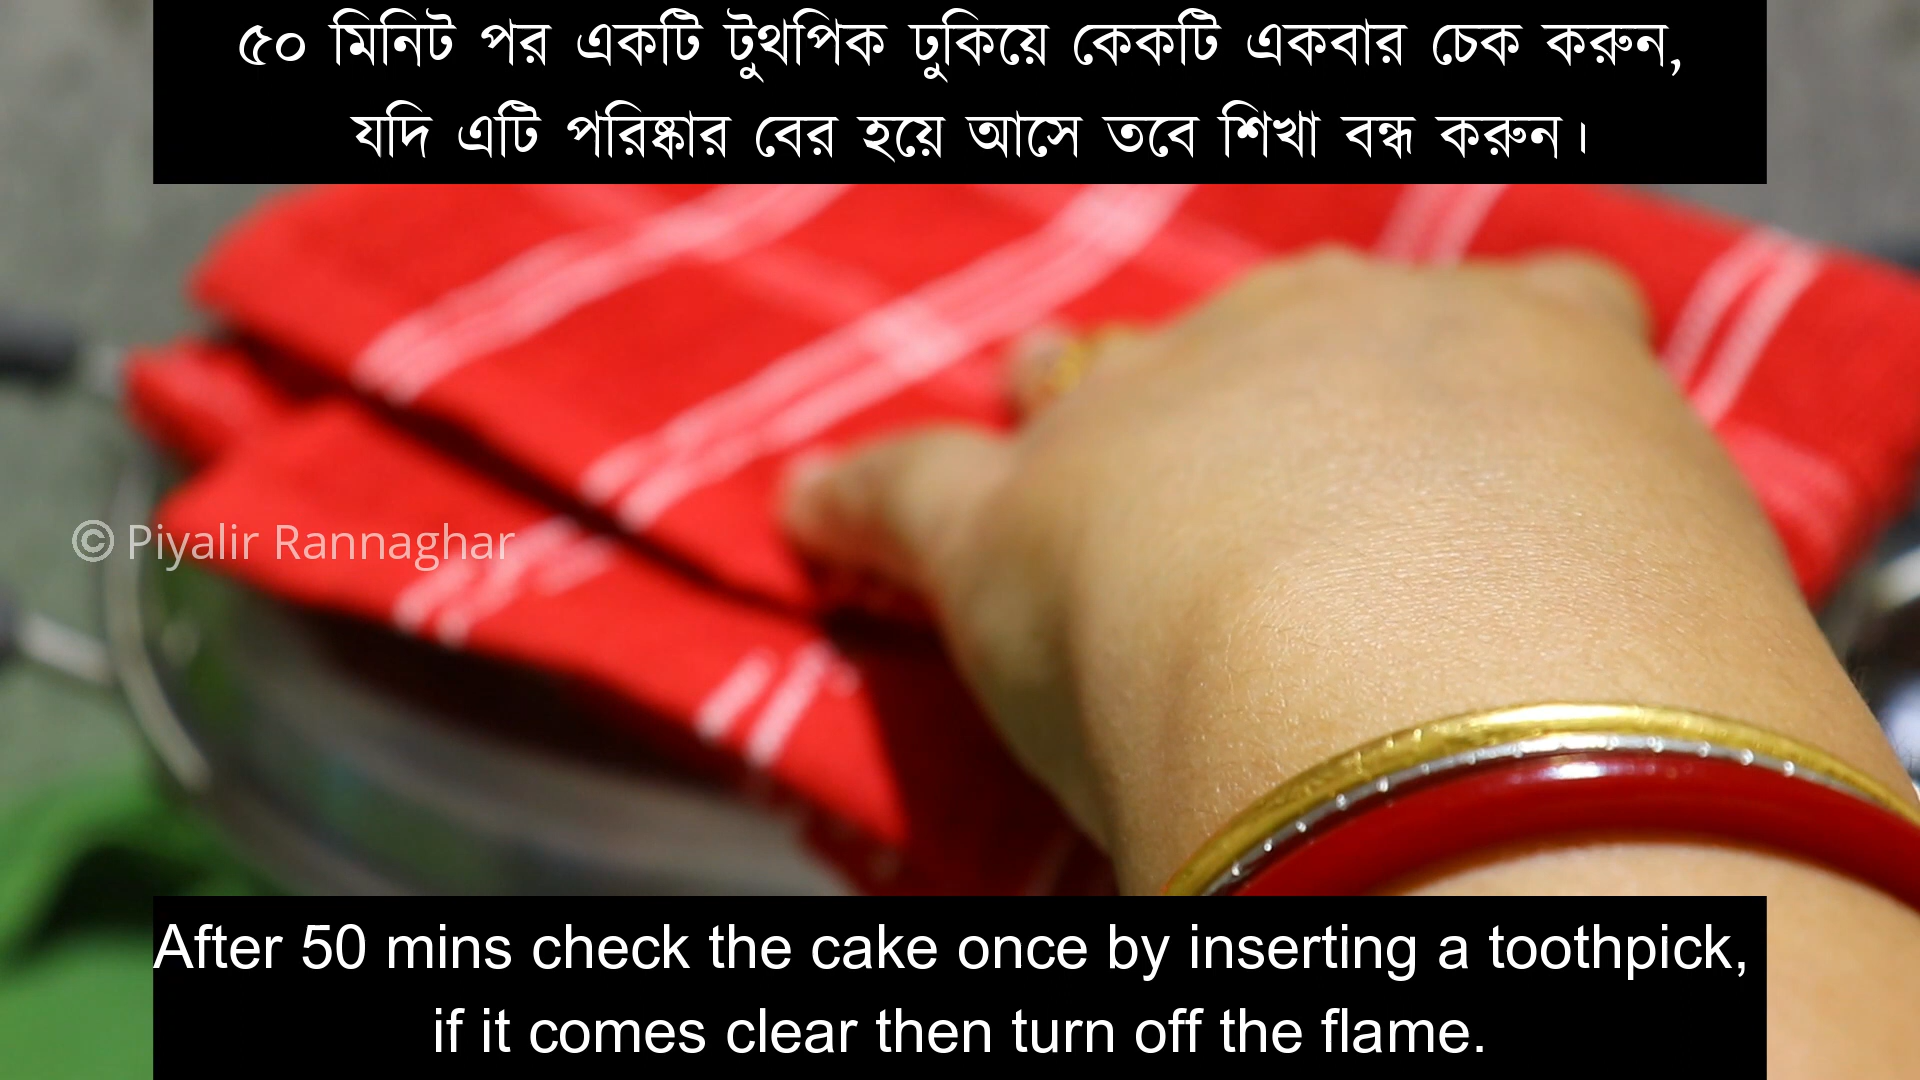 ৫০ মিনিট পর একটি টুথপিক ঢুকিয়ে কেকটি একবার চেক করুন,
যদি এটি পরিষ্কার বের হয়ে আসে তবে শিখা বন্ধ করুন।
© Piyalir Rannaghar
After 50 mins check the cake once by inserting a toothpick,
if it comes clear then turn off the flame.